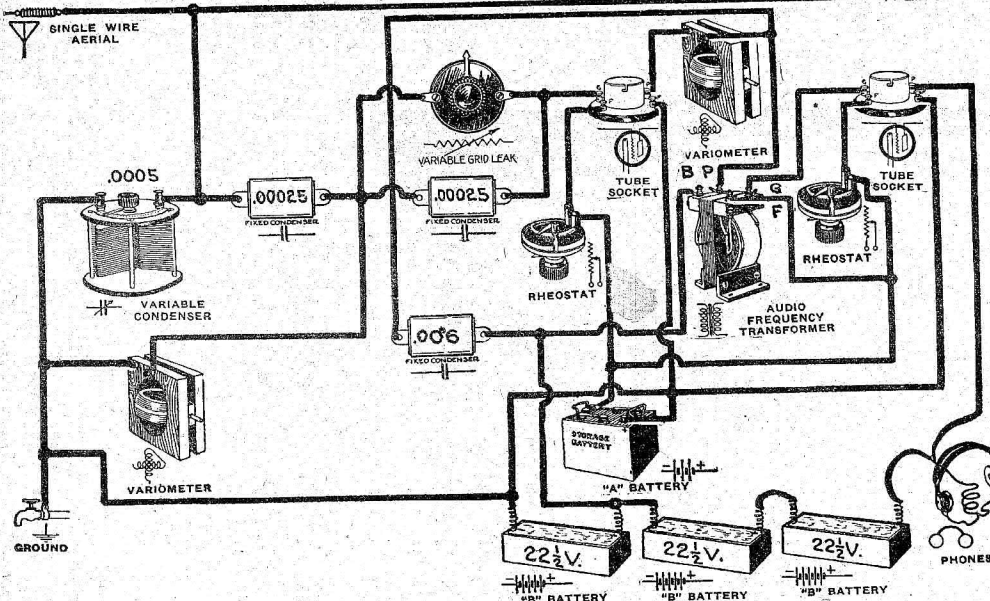 SINGLE WIRE
AERIAL
VARIABLE GRID LEAK
VARIOMETER
TUBE
SOCKET
TUBE
SOCKET
B P
G
F
.0005
.00025
FIXED CONDENSER
.00025
FIXED CONDENSER
VARIABLE
CONDENSER
RHEOSTAT
RHEOSTAT
AUDIO
FREQUENCY
TRANSFORMER
.006
FIXED CONDENSER
STORAGE
BATTERY
"A" BATTERY
VARIOMETER
GROUND
22½V.
22½V.
22½V.
PHONES
"B" BATTERY
"B" BATTERY
"B" BATTERY